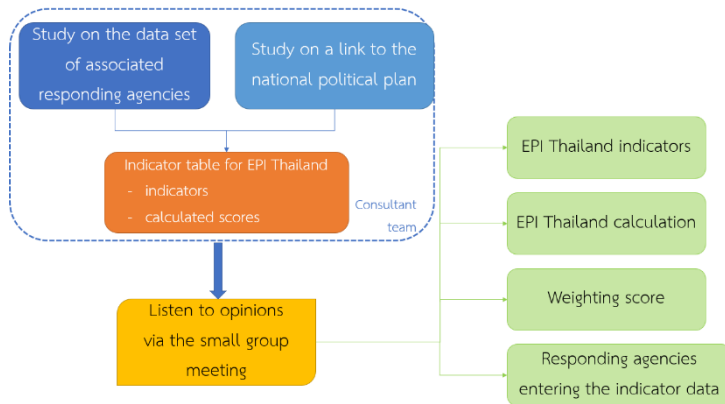 Study on the data set
of associated
responding agencies
Study on a link to the
national political plan
Indicator table for EPI Thailand
- indicators
- calculated scores
Consultant
team
Listen to opinions
via the small group
meeting
EPI Thailand indicators
EPI Thailand calculation
Weighting score
Responding agencies
entering the indicator data